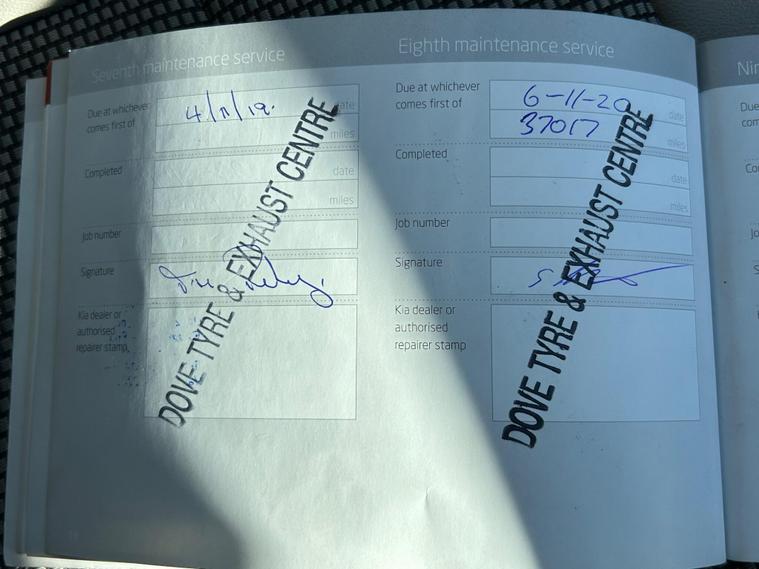 Seventh maintenance service
Due at whichever
comes first of
4/11/19.
date
miles
Completed
date
miles
Job number
Signature
Kia dealer or
authorised
repairer stamp
DOVE TYRE & EXHAUST CENTRE
Eighth maintenance service
Due at whichever
comes first of
6-11-20
date
37017
miles
Completed
date
miles
Job number
Signature
Kia dealer or
authorised
repairer stamp
DOVE TYRE & EXHAUST CENTRE